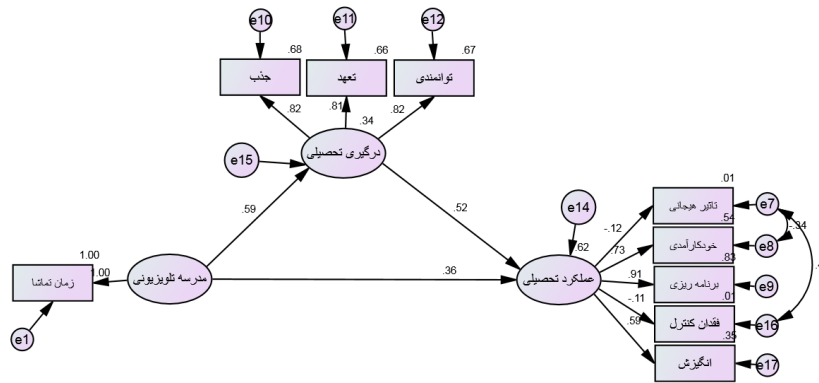 e10
e11
e12
.68
.66
.67
جذب
تعهد
توانمندی
.82
.81
.82
.34
درگیری تحصیلی
e15
.59
.52
e14
.01
تاثیر هیجانی
e7
-.12
.54
-.34
.62
.73
خودکارآمدی
e8
1.00
.83
1.00
زمان تماشا
مدرسه تلویزیونی
.36
عملکرد تحصیلی
.91
برنامه ریزی
e9
.01
-.11
فقدان کنترل
e16
e1
.59
.35
انگیزش
e17